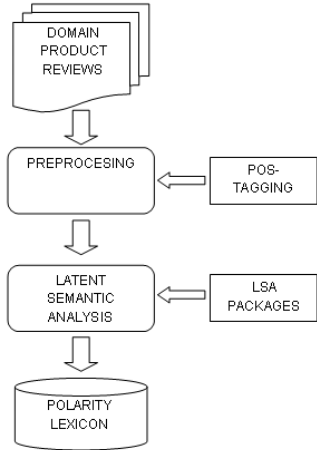 DOMAIN
PRODUCT
REVIEWS
PREPROCESING
POS-
TAGGING
LATENT
SEMANTIC
ANALYSIS
LSA
PACKAGES
POLARITY
LEXICON